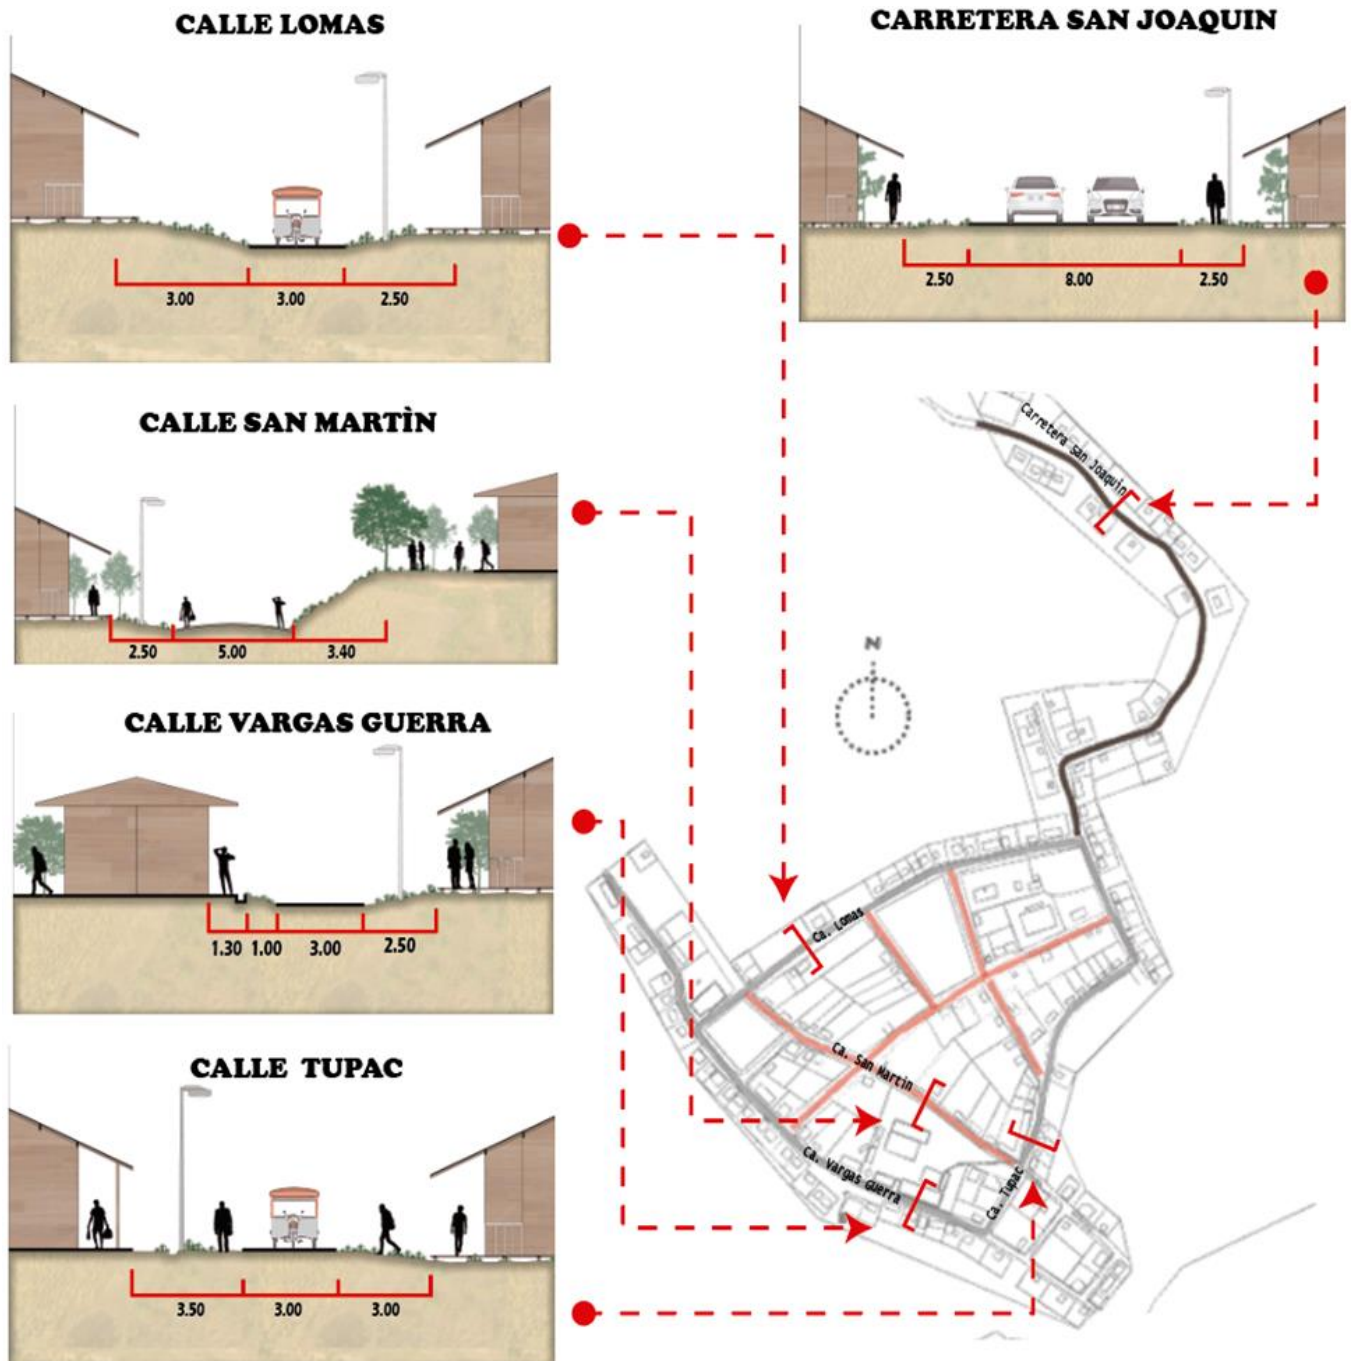 CALLE LOMAS
3.00
3.00
2.50
CARRETERA SAN JOAQUIN
2.50
8.00
2.50
CALLE SAN MARTÌN
2.50
5.00
3.40
CALLE VARGAS GUERRA
1.30
1.00
3.00
2.50
CALLE TUPAC
3.50
3.00
3.00
Carretera san Joaquin
N
Ca. Lomas
Ca. San Martin
Ca. Vargas Guerra
Ca. Tupac